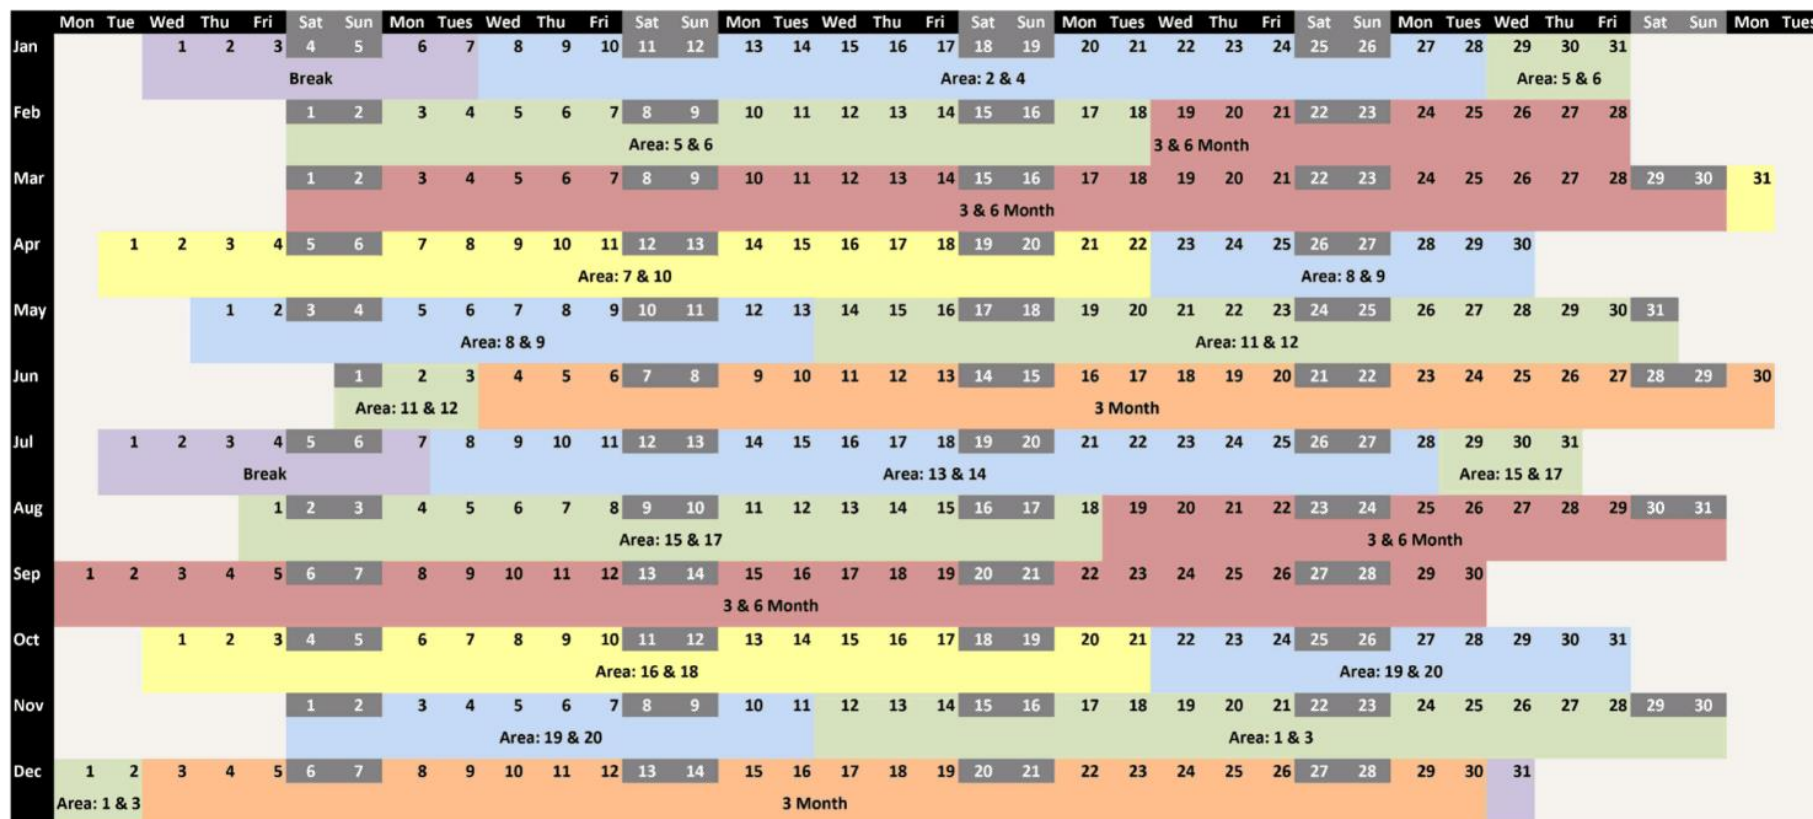 Mon Tue Wed Thu Fri Sat Sun Mon Tues Wed Thu Fri Sat Sun Mon Tues Wed Thu Fri Sat Sun Mon Tues Wed Thu Fri Sat Sun Mon Tues Wed Thu Fri Sat Sun Mon Tues
Jan 1 2 3 4 5 6 7 8 9 10 11 12 13 14 15 16 17 18 19 20 21 22 23 24 25 26 27 28 29 30 31
Break Area: 2 & 4 Area: 5 & 6
Feb 1 2 3 4 5 6 7 8 9 10 11 12 13 14 15 16 17 18 19 20 21 22 23 24 25 26 27 28
Area: 5 & 6 3 & 6 Month
Mar 1 2 3 4 5 6 7 8 9 10 11 12 13 14 15 16 17 18 19 20 21 22 23 24 25 26 27 28 29 30 31
3 & 6 Month
Apr 1 2 3 4 5 6 7 8 9 10 11 12 13 14 15 16 17 18 19 20 21 22 23 24 25 26 27 28 29 30
Area: 7 & 10 Area: 8 & 9
May 1 2 3 4 5 6 7 8 9 10 11 12 13 14 15 16 17 18 19 20 21 22 23 24 25 26 27 28 29 30 31
Area: 8 & 9 Area: 11 & 12
Jun 1 2 3 4 5 6 7 8 9 10 11 12 13 14 15 16 17 18 19 20 21 22 23 24 25 26 27 28 29 30
Area: 11 & 12 3 Month
Jul 1 2 3 4 5 6 7 8 9 10 11 12 13 14 15 16 17 18 19 20 21 22 23 24 25 26 27 28 29 30 31
Break Area: 13 & 14 Area: 15 & 17
Aug 1 2 3 4 5 6 7 8 9 10 11 12 13 14 15 16 17 18 19 20 21 22 23 24 25 26 27 28 29 30 31
Area: 15 & 17 3 & 6 Month
Sep 1 2 3 4 5 6 7 8 9 10 11 12 13 14 15 16 17 18 19 20 21 22 23 24 25 26 27 28 29 30
3 & 6 Month
Oct 1 2 3 4 5 6 7 8 9 10 11 12 13 14 15 16 17 18 19 20 21 22 23 24 25 26 27 28 29 30 31
Area: 16 & 18 Area: 19 & 20
Nov 1 2 3 4 5 6 7 8 9 10 11 12 13 14 15 16 17 18 19 20 21 22 23 24 25 26 27 28 29 30
Area: 19 & 20 Area: 1 & 3
Dec 1 2 3 4 5 6 7 8 9 10 11 12 13 14 15 16 17 18 19 20 21 22 23 24 25 26 27 28 29 30 31
Area: 1 & 3 3 Month